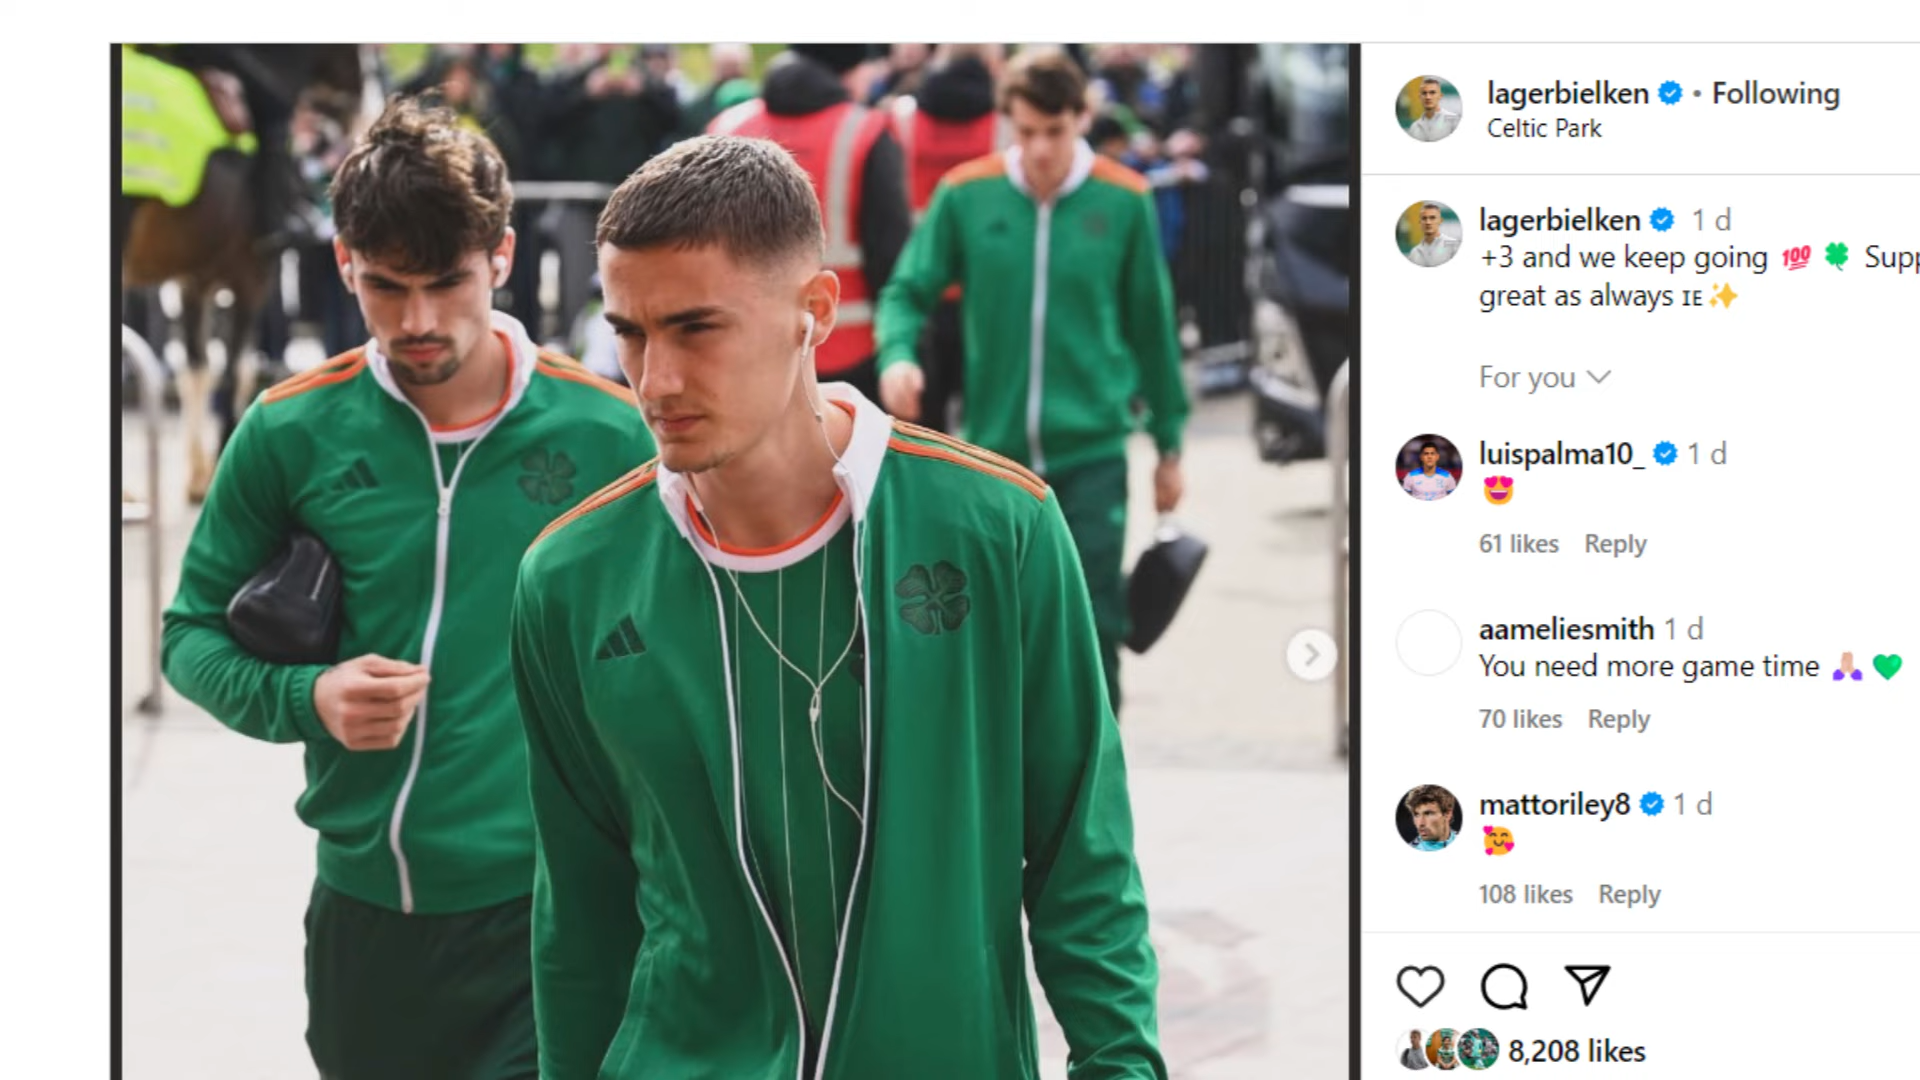 lagerbielken • Following
Celtic Park
lagerbielken 1 d
+3 and we keep going 💯 🍀 Supp
great as always ɪᴇ✨
For you
luispalma10_ 1 d
😍
61 likes Reply
aameliesmith 1 d
You need more game time 🙏🏼 💚
70 likes Reply
mattoriley8 1 d
🥰
108 likes Reply
8,208 likes